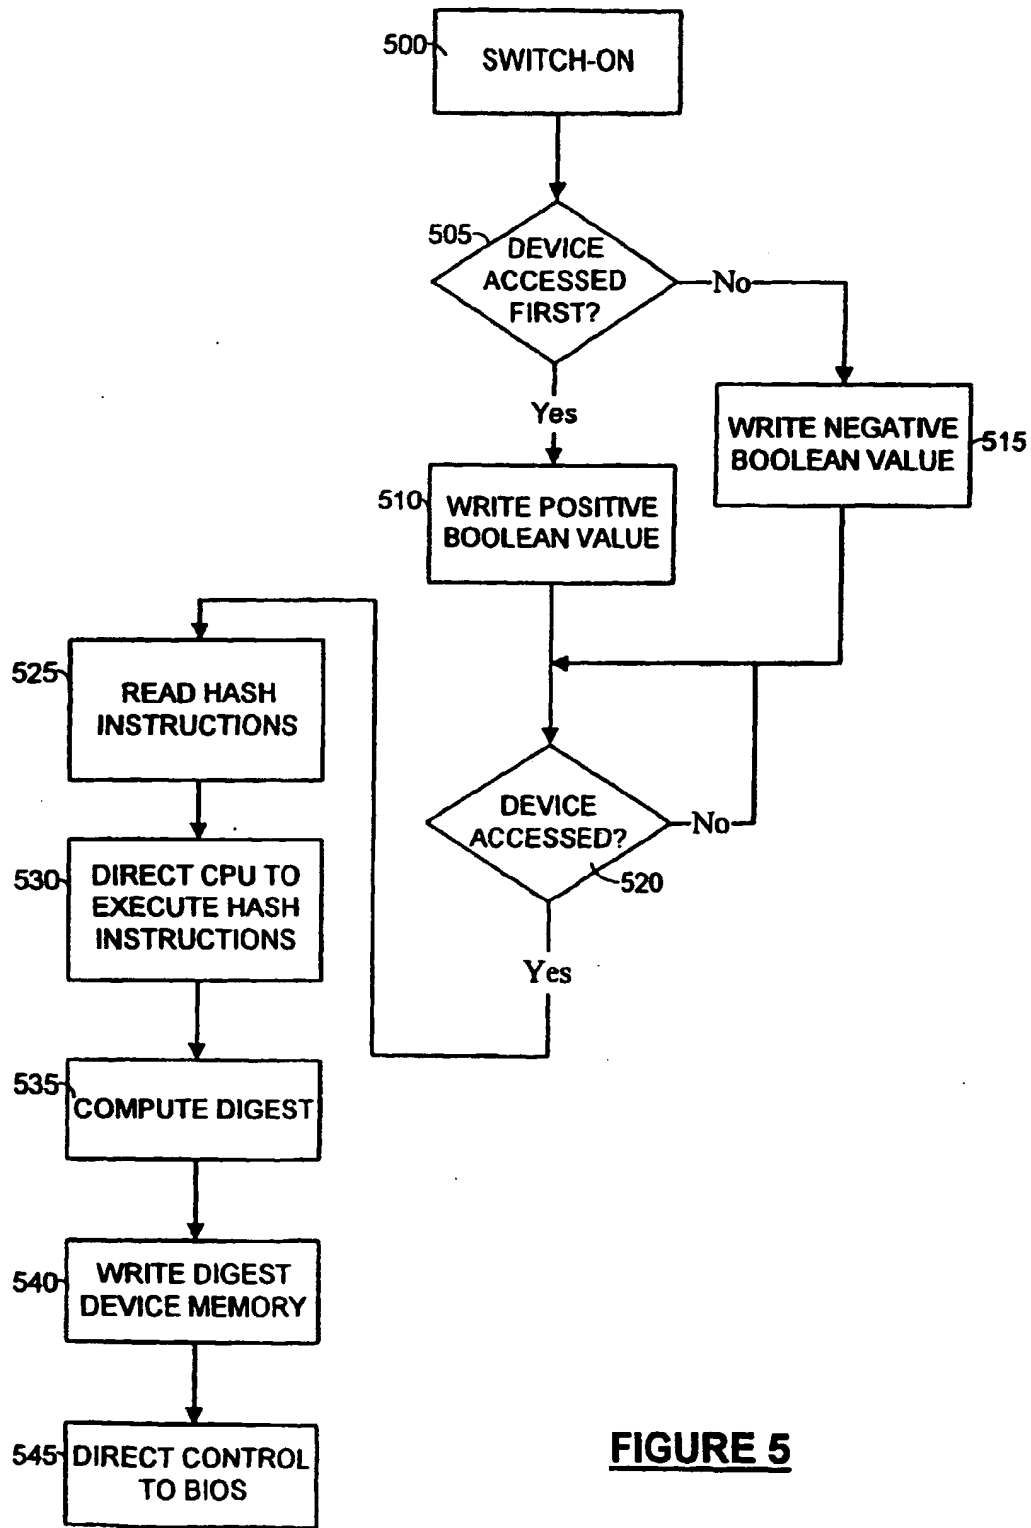 500
SWITCH-ON
505
DEVICE
ACCESSED
FIRST?
No
Yes
WRITE NEGATIVE
BOOLEAN VALUE
515
510
WRITE POSITIVE
BOOLEAN VALUE
525
READ HASH
INSTRUCTIONS
DEVICE
ACCESSED?
No
520
530
DIRECT CPU TO
EXECUTE HASH
INSTRUCTIONS
Yes
535
COMPUTE DIGEST
540
WRITE DIGEST
DEVICE MEMORY
545
DIRECT CONTROL
TO BIOS
FIGURE 5